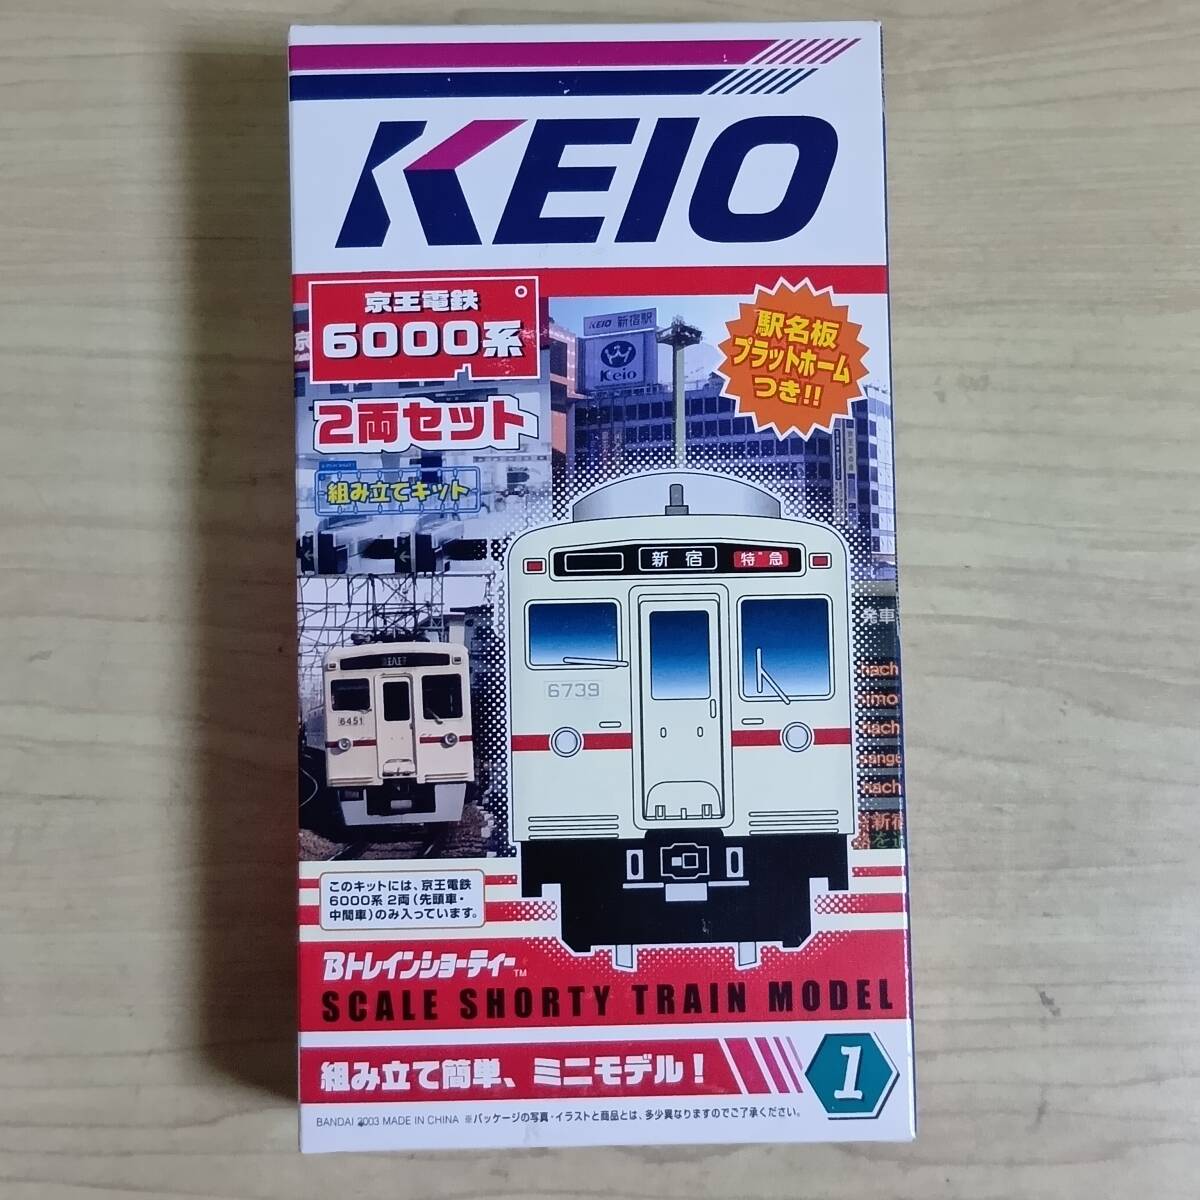 KEIO
京王電鉄
6000系
2両セット
組み立てキット
KEIO 新宿駅
Keio
駅名板
プラットホーム
つき!!
新宿
特急
6739
6451
発車
このキットには、京王電鉄
6000系 2両(先頭車・
中間車)のみ入っています。
Bトレインショーティー™
SCALE SHORTY TRAIN MODEL
組み立て簡単、ミニモデル!
1
BANDAI 2003 MADE IN CHINA ※パッケージの写真・イラストと商品とは、多少異なりますのでご了承ください。